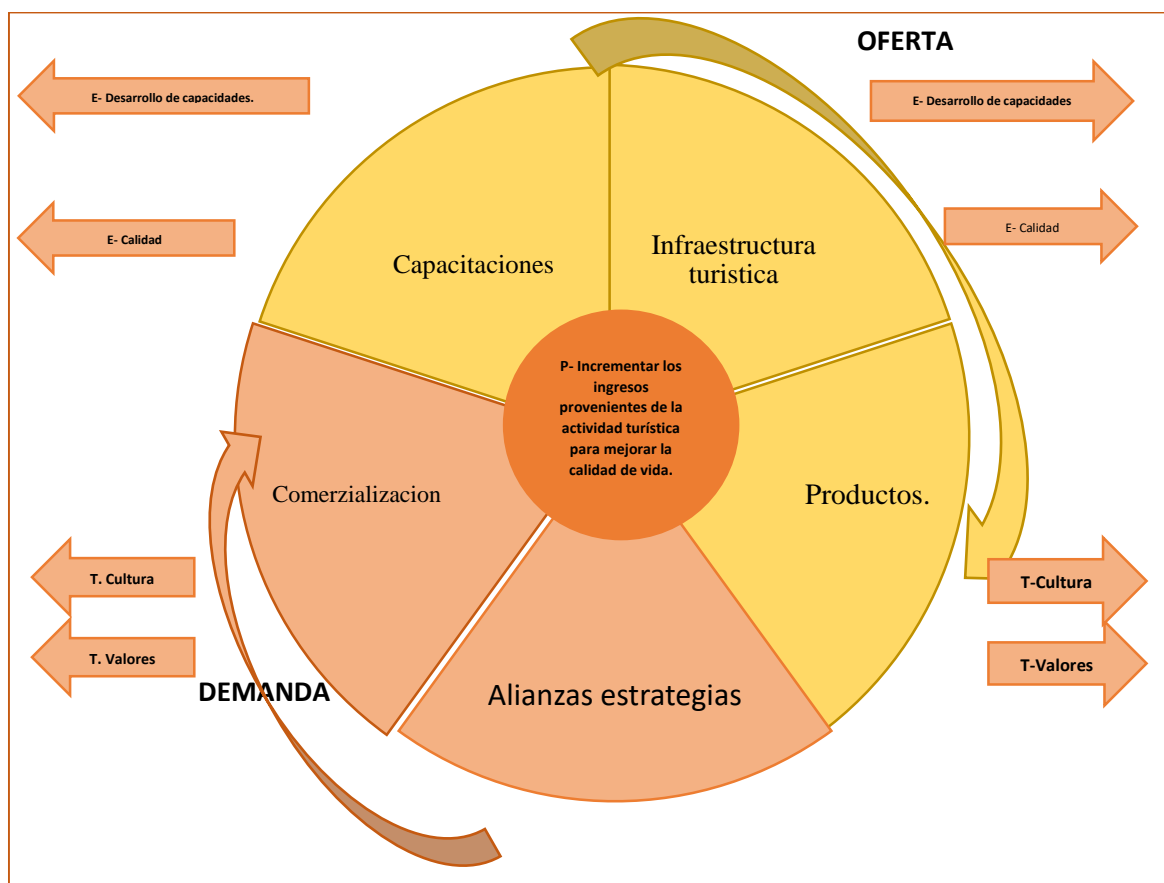 OFERTA
E- Desarrollo de capacidades.
E- Desarrollo de capacidades
E- Calidad
E- Calidad
Capacitaciones
Infraestructura
turistica
P- Incrementar los
ingresos
provenientes de la
actividad turística
para mejorar la
calidad de vida.
Comerzializacion
Productos.
T. Cultura
T-Cultura
T. Valores
T-Valores
DEMANDA
Alianzas estrategias